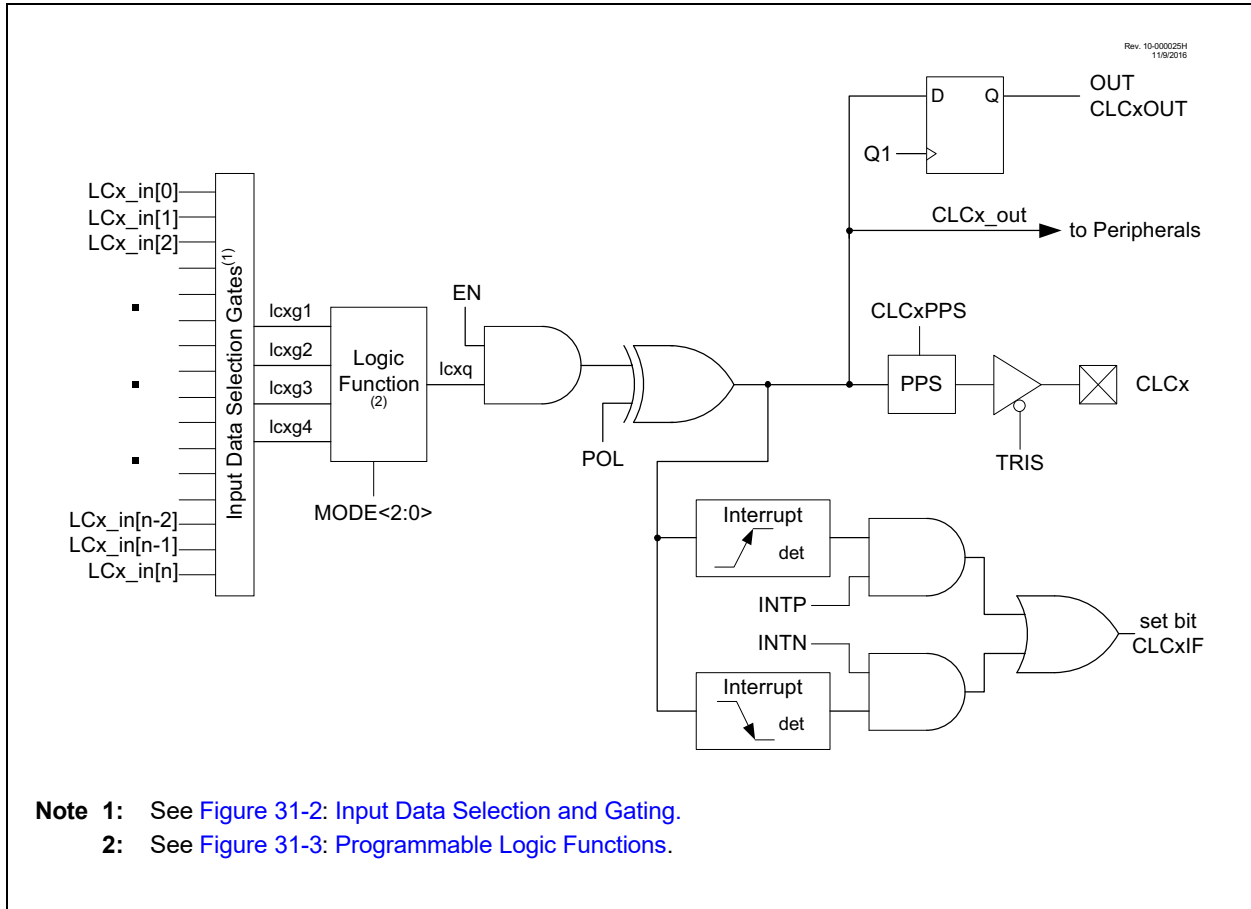 Rev. 10-000025H
11/9/2016
D Q
OUT
CLCxOUT
Q1
LCx_in[0]
LCx_in[1]
LCx_in[2]
CLCx_out
to Peripherals
Input Data Selection Gates(1)
lcxg1
lcxg2
lcxg3
lcxg4
Logic
Function
(2)
MODE<2:0>
EN
lcxq
POL
CLCxPPS
PPS
CLCx
TRIS
LCx_in[n-2]
LCx_in[n-1]
LCx_in[n]
Interrupt
det
INTP
INTN
Interrupt
det
set bit
CLCxIF
Note 1: See Figure 31-2: Input Data Selection and Gating.
2: See Figure 31-3: Programmable Logic Functions.